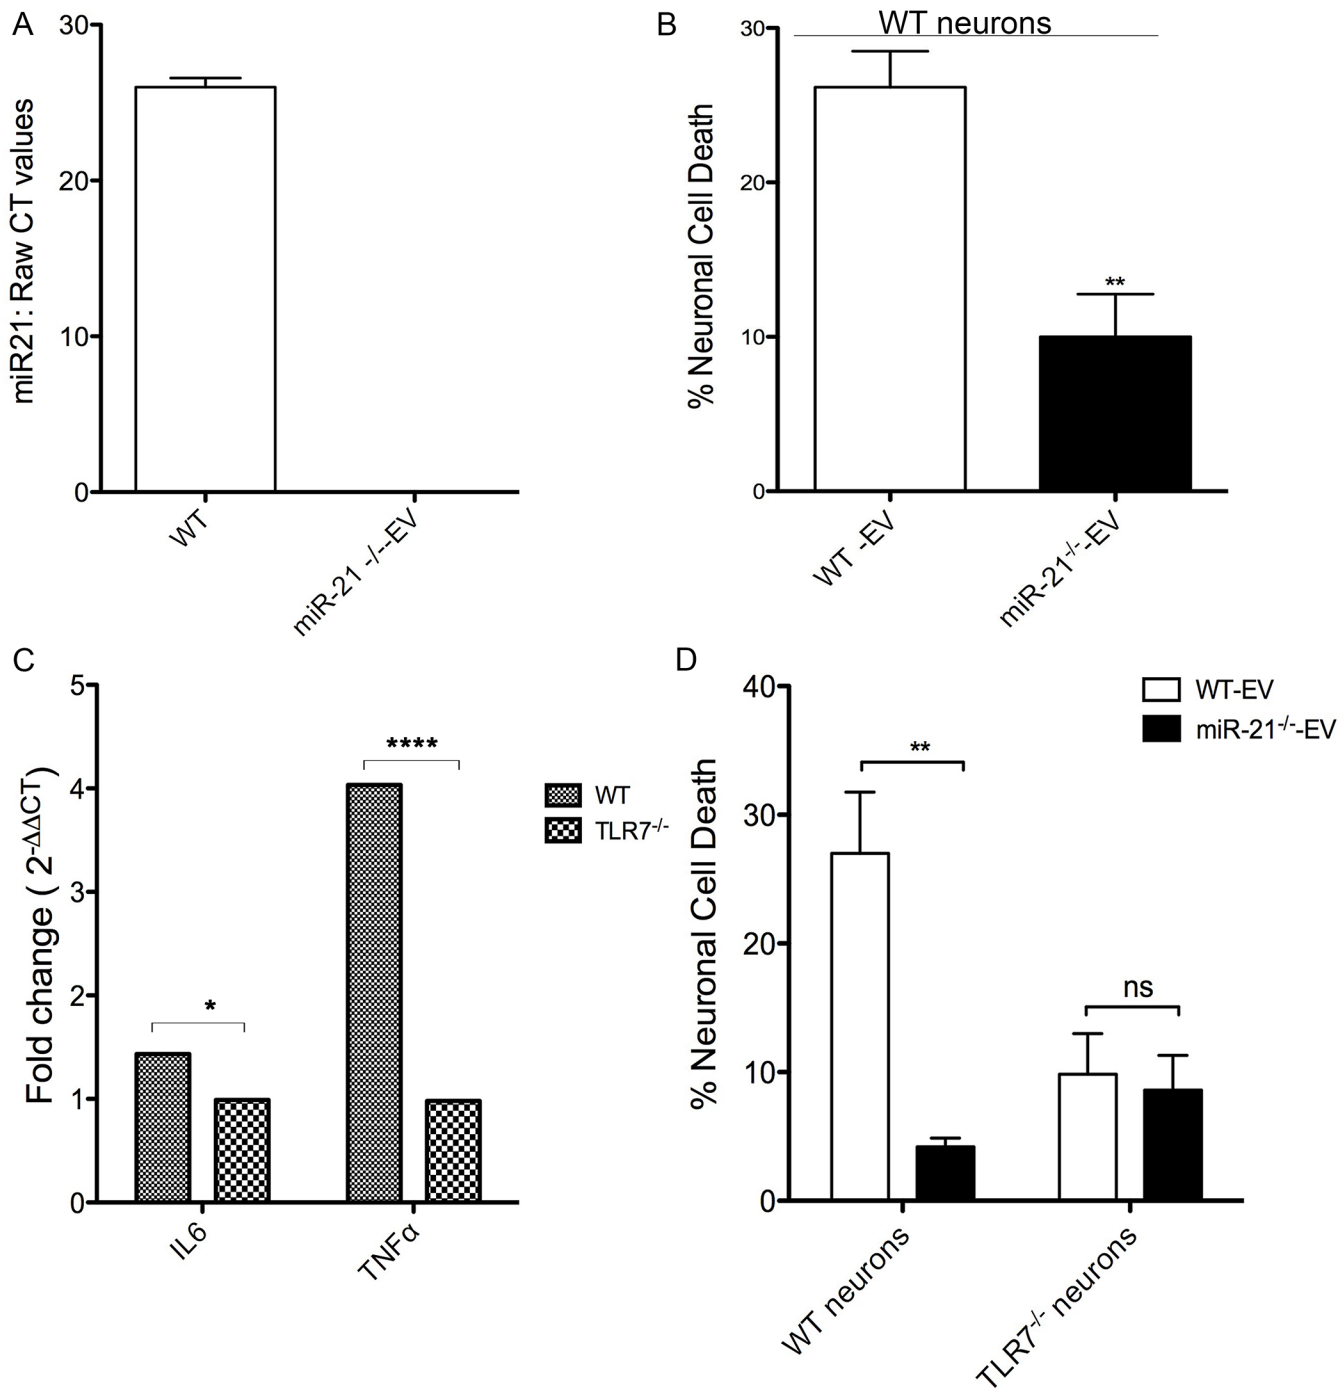 A
miR21: Raw CT values
30
20
10
0
WT
miR-21 -/--EV
B
WT neurons
% Neuronal Cell Death
30
20
10
0
**
WT -EV
miR-21-/--EV
C
Fold change ( 2-ΔΔCT)
5
4
3
2
1
0
*
****
IL6
TNFα
WT
TLR7-/-
D
% Neuronal Cell Death
40
30
20
10
0
**
ns
WT neurons
TLR7-/- neurons
WT-EV
miR-21-/--EV